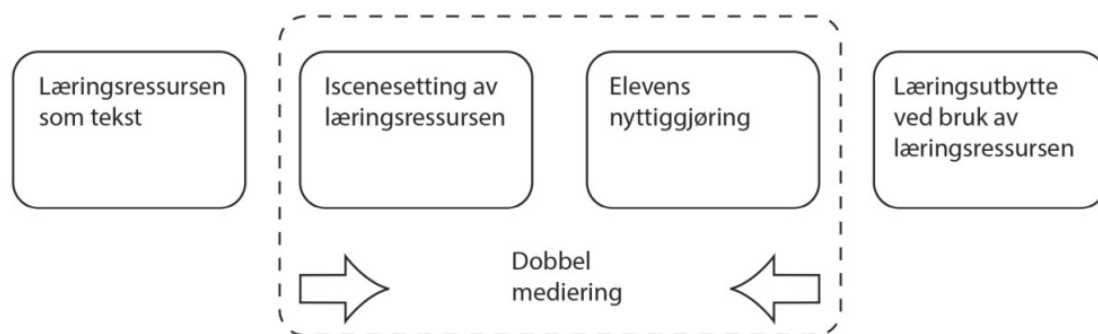 Læringsressursen
som tekst
Iscenesetting av
læringsressursen
Elevens
nyttiggjøring
Læringsutbytte
ved bruk av
læringsressursen
Dobbel
mediering